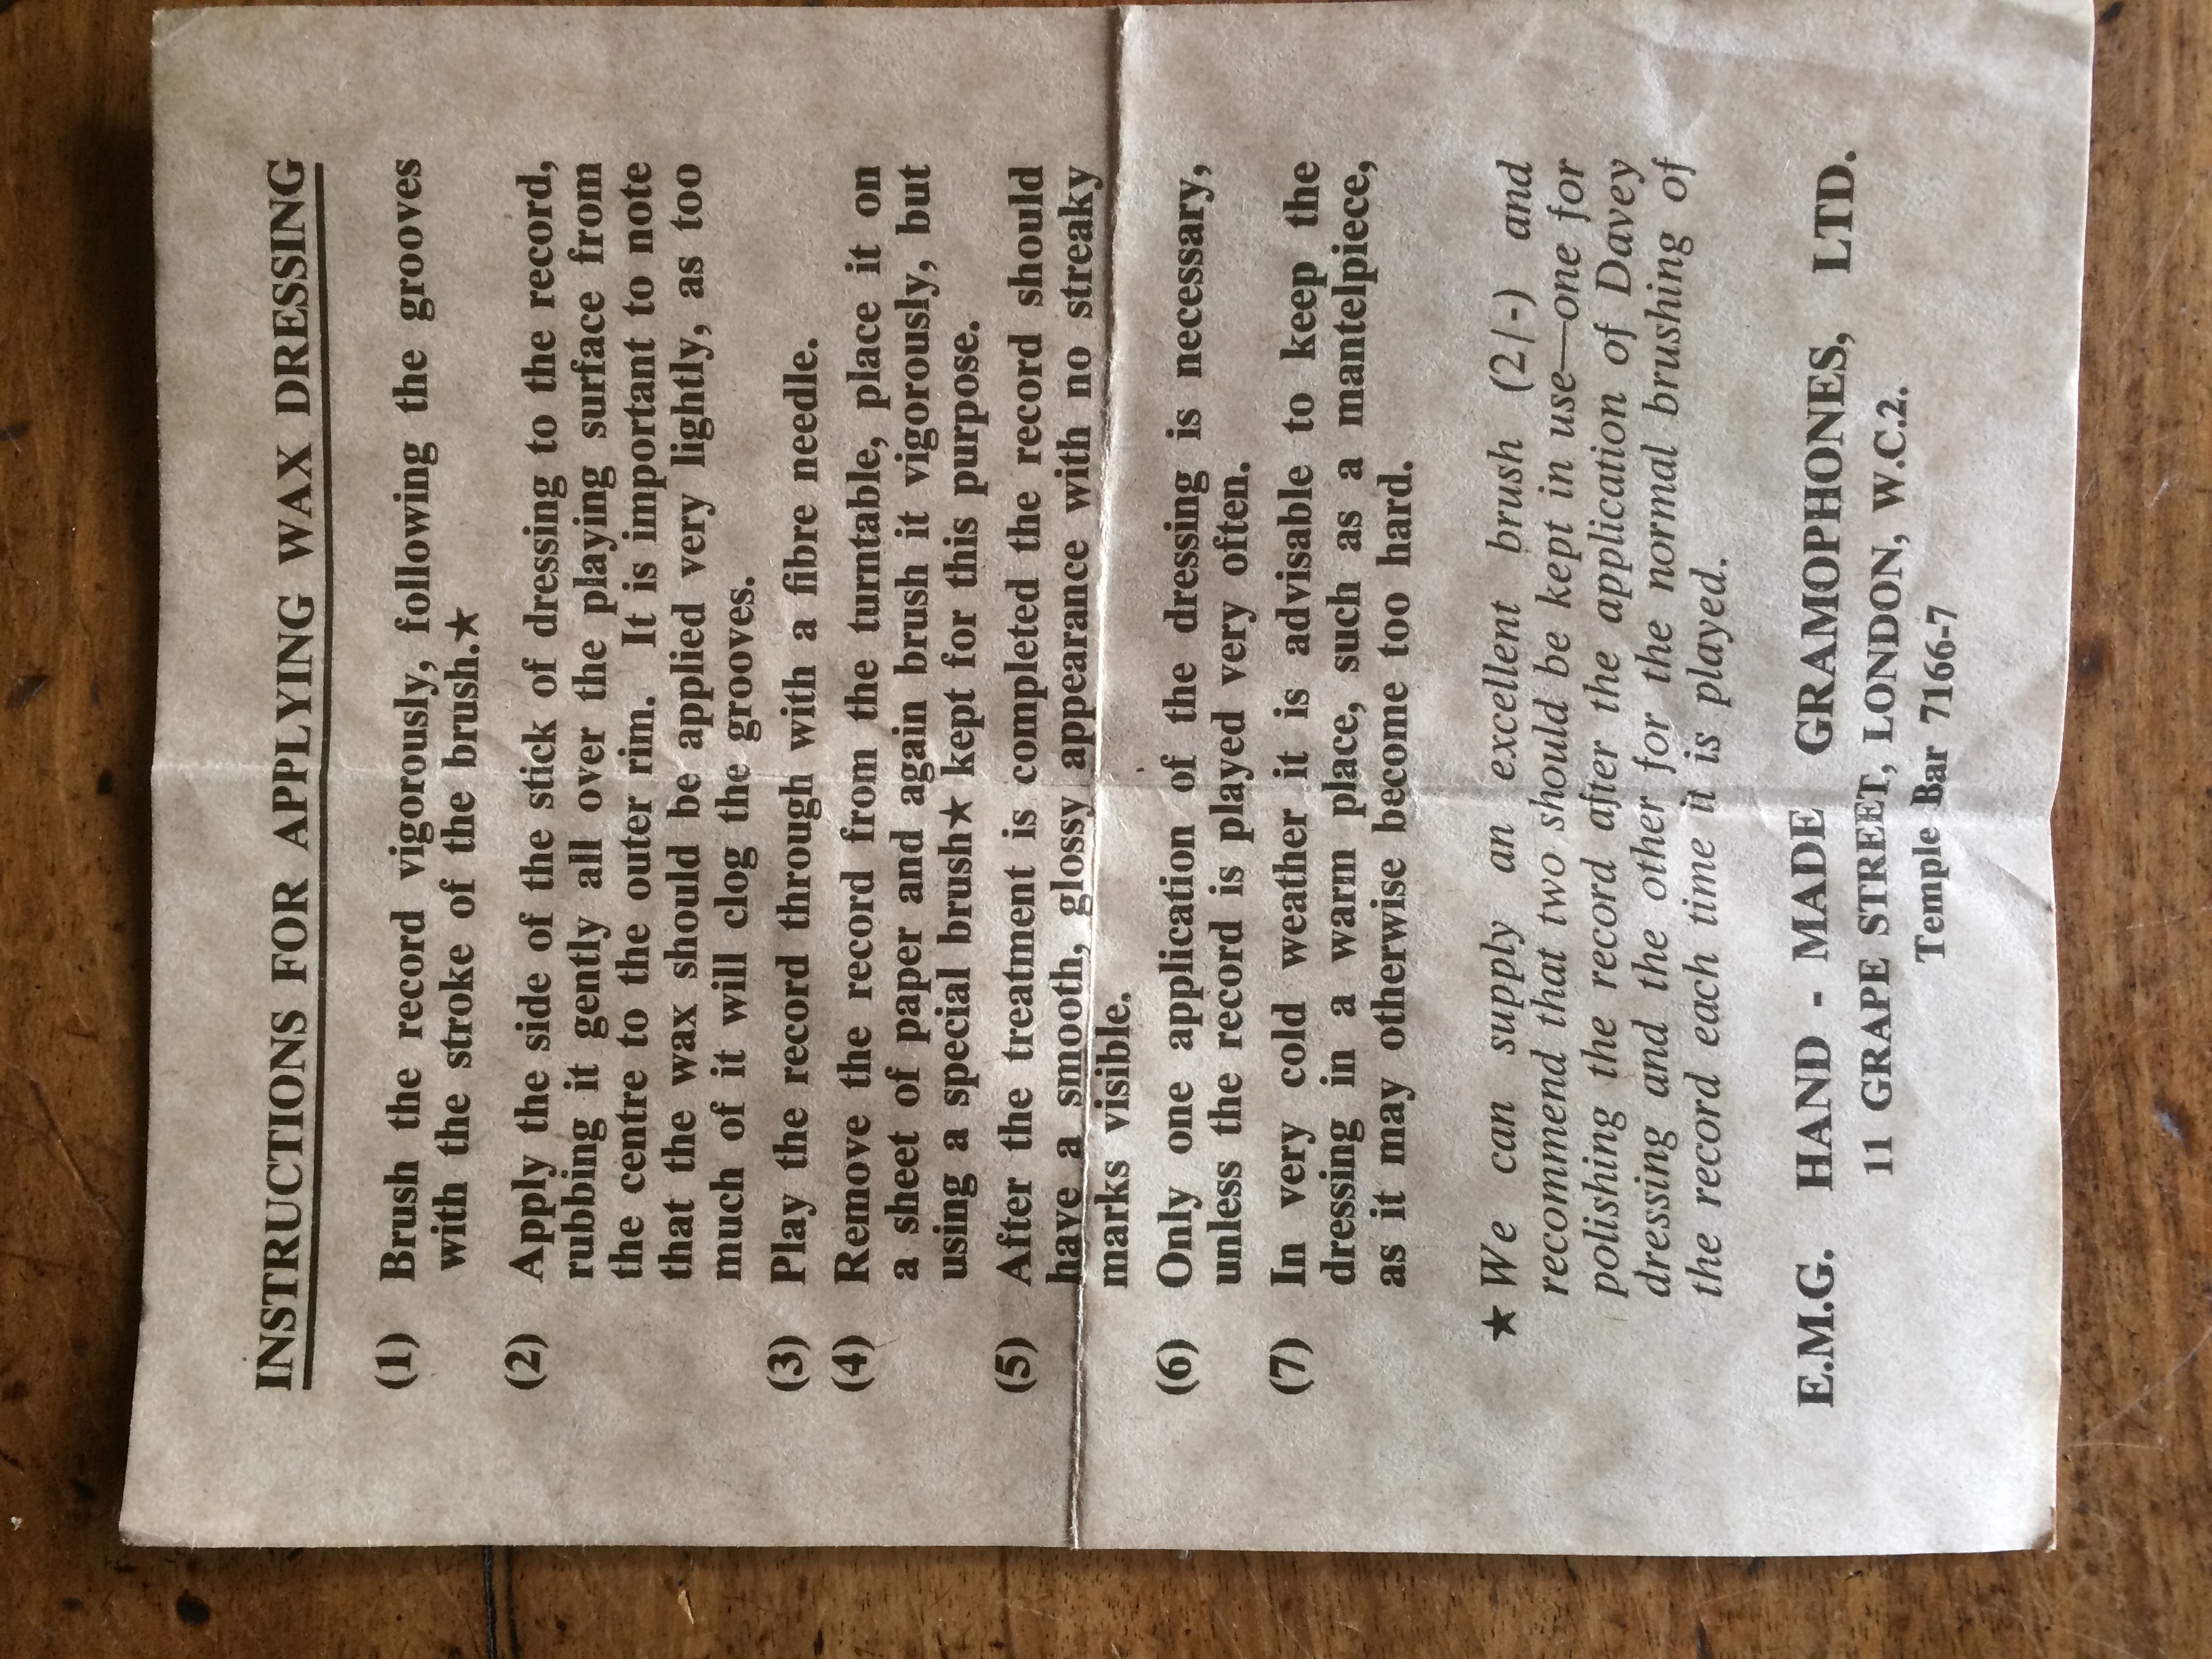 INSTRUCTIONS FOR APPLYING WAX DRESSING
(1) Brush the record vigorously, following the grooves
with the stroke of the brush.★
(2) Apply the side of the stick of dressing to the record,
rubbing it gently all over the playing surface from
the centre to the outer rim. It is important to note
that the wax should be applied very lightly, as too
much of it will clog the grooves.
(3) Play the record through with a fibre needle.
(4) Remove the record from the turntable, place it on
a sheet of paper and again brush it vigorously, but
using a special brush★ kept for this purpose.
(5) After the treatment is completed the record should
have a smooth, glossy appearance with no streaky
marks visible.
(6) Only one application of the dressing is necessary,
unless the record is played very often.
(7) In very cold weather it is advisable to keep the
dressing in a warm place, such as a mantelpiece,
as it may otherwise become too hard.
★ We can supply an excellent brush (2/-) and
recommend that two should be kept in use—one for
polishing the record after the application of Davey
dressing and the other for the normal brushing of
the record each time it is played.
E.M.G. HAND - MADE GRAMOPHONES, LTD.
11 GRAPE STREET, LONDON, W.C.2.
Temple Bar 7166-7